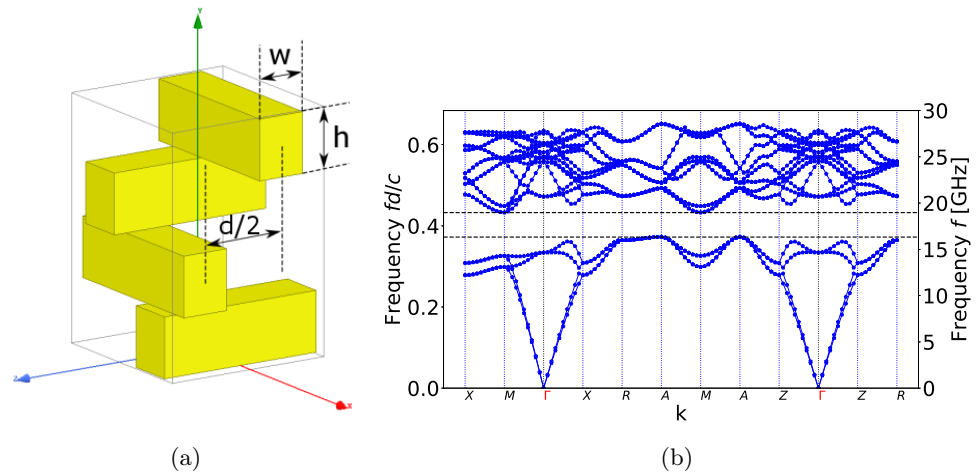 Y
w
h
d/2
Z
X
(a)
Frequency fd/c
0.6
0.4
0.2
0.0
30
25
20
15
10
5
0
Frequency f [GHz]
X M Γ X R A M A Z Γ Z R
k
(b)